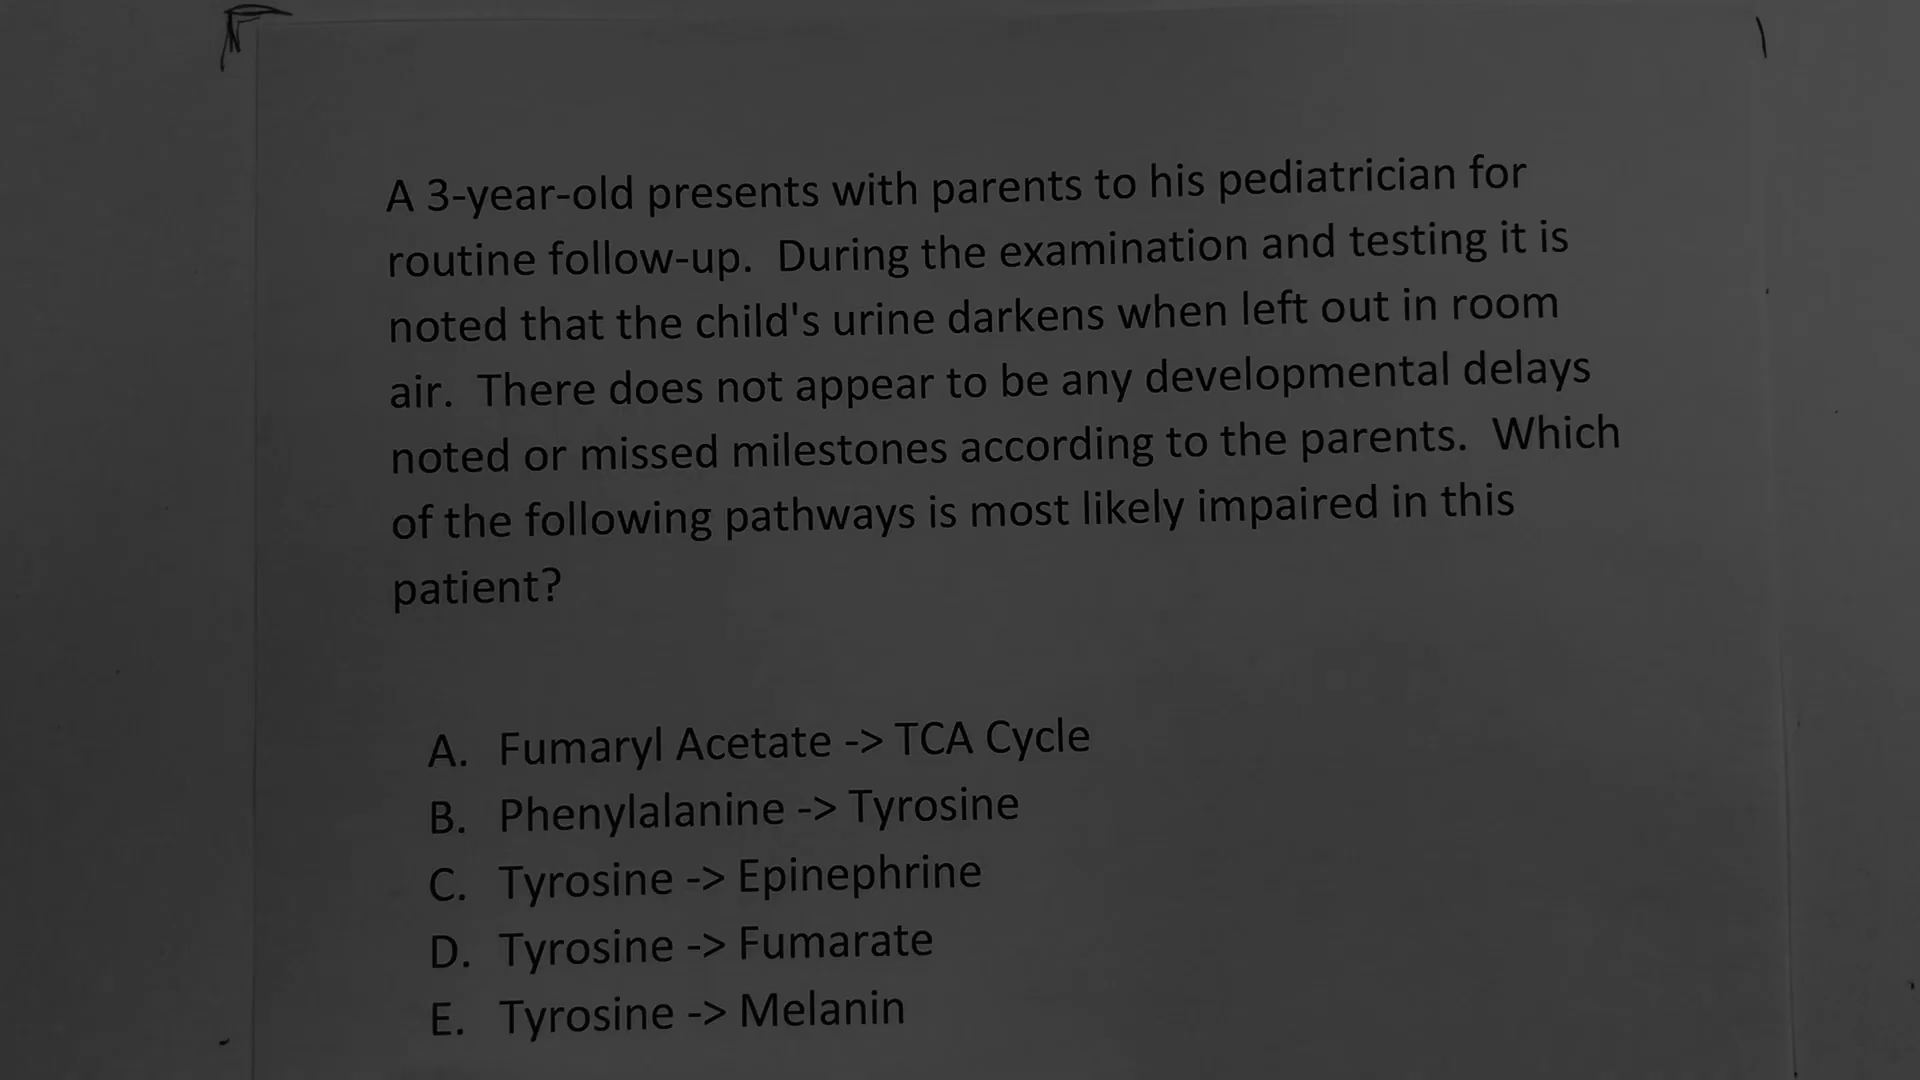 A 3-year-old presents with parents to his pediatrician for
routine follow-up.  During the examination and testing it is
noted that the child's urine darkens when left out in room
air.  There does not appear to be any developmental delays
noted or missed milestones according to the parents.  Which
of the following pathways is most likely impaired in this
patient?
A. Fumaryl Acetate -> TCA Cycle
B. Phenylalanine -> Tyrosine
C. Tyrosine -> Epinephrine
D. Tyrosine -> Fumarate
E. Tyrosine -> Melanin